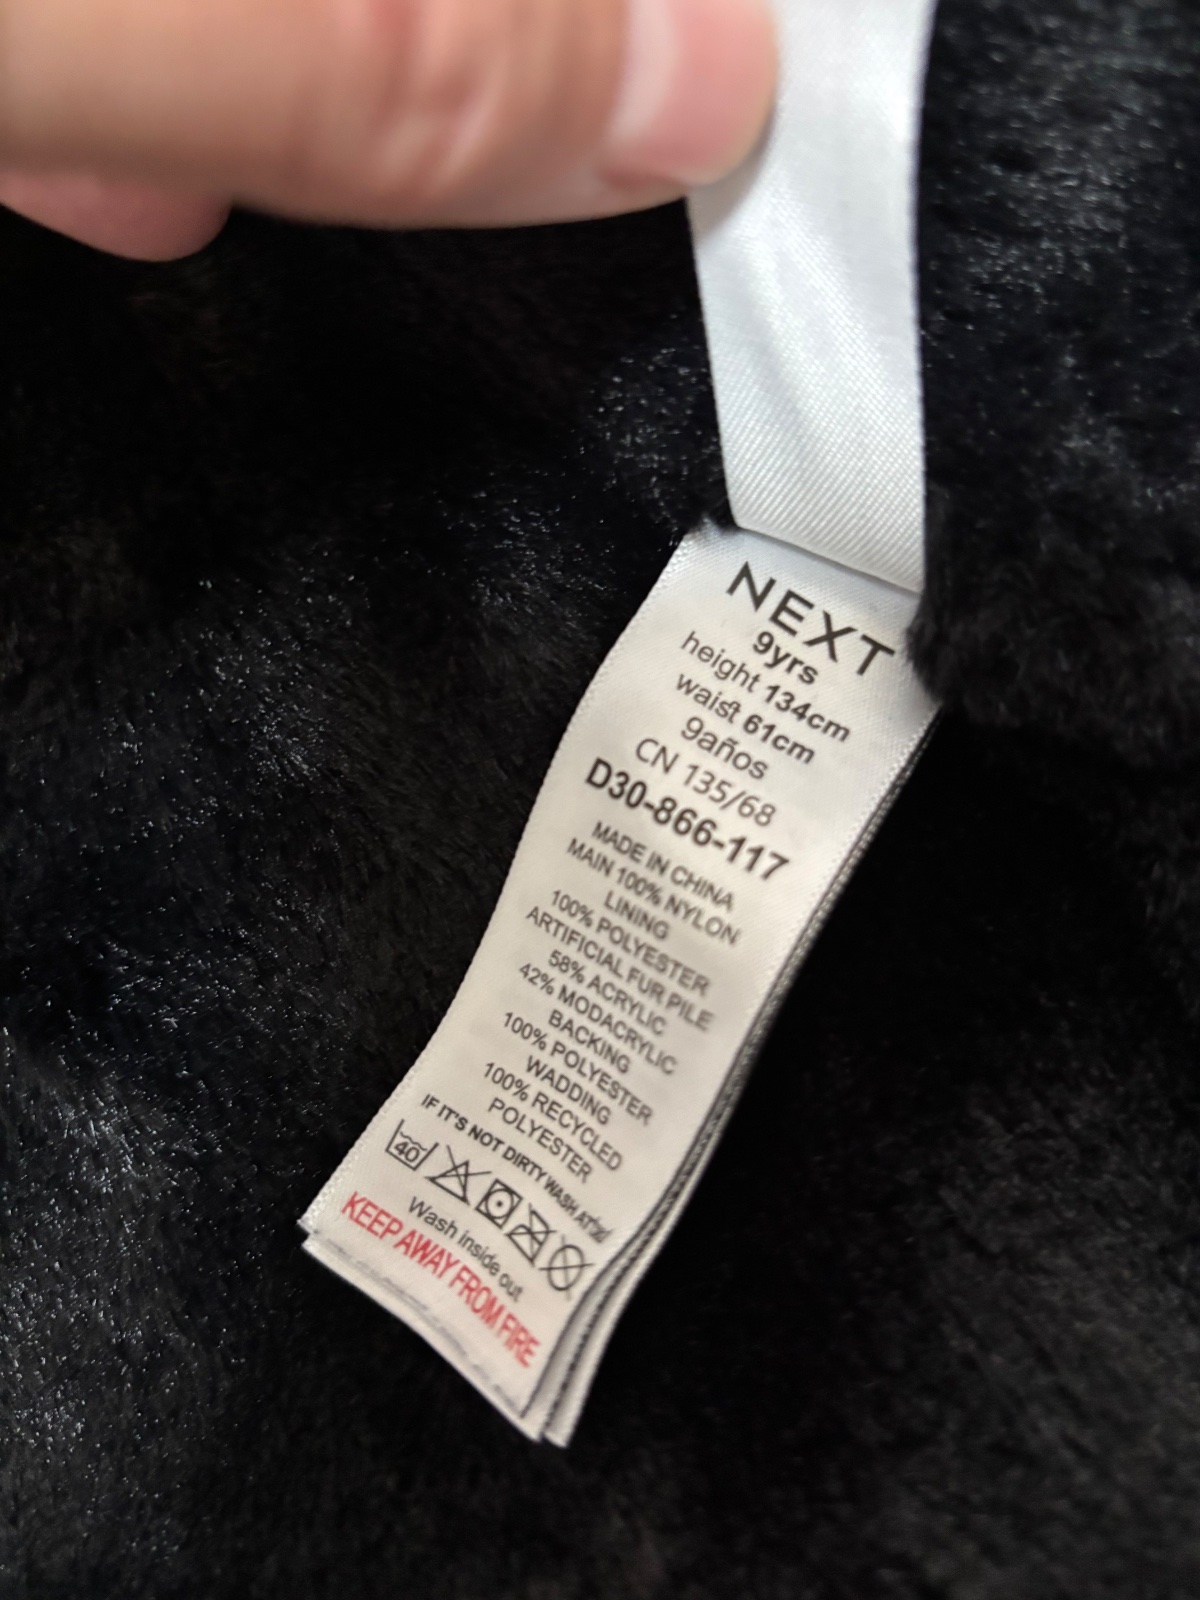 NEXT
9yrs
height 134cm
waist 61cm
9años
CN 135/68
D30-866-117
MADE IN CHINA
MAIN 100% NYLON
LINING
100% POLYESTER
ARTIFICIAL FUR PILE
58% ACRYLIC
42% MODACRYLIC
BACKING
100% POLYESTER
WADDING
100% RECYCLED
POLYESTER
IF IT'S NOT DIRTY WASH AT
40
Wash inside out
KEEP AWAY FROM FIRE